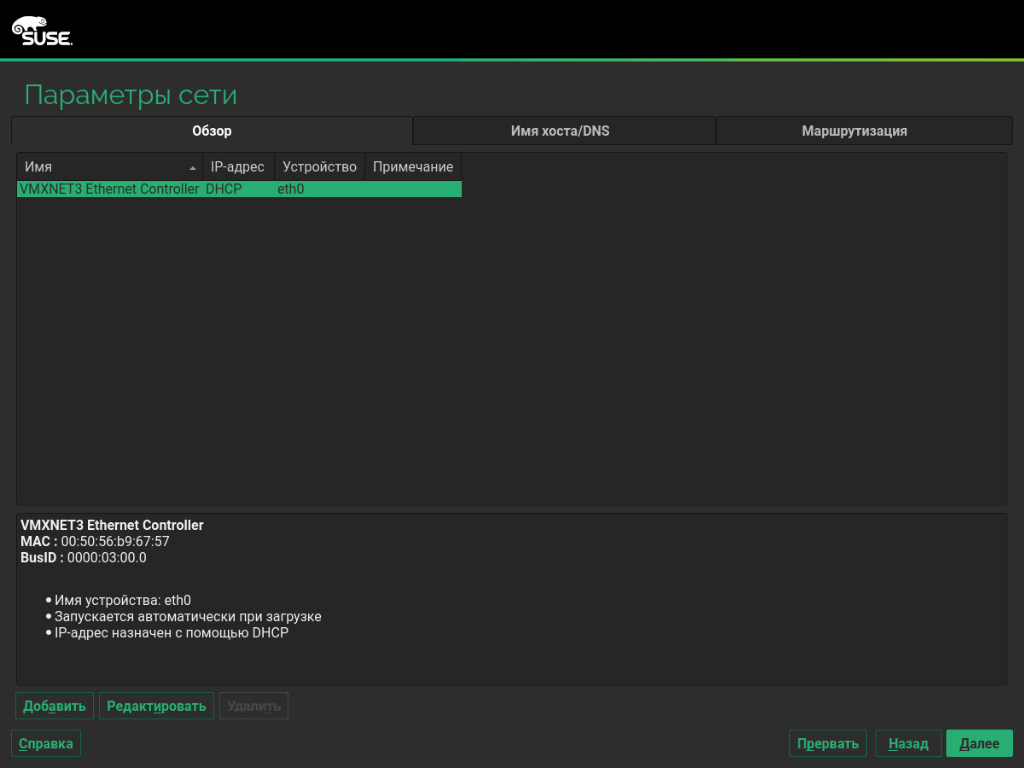 SUSE
Параметры сети
Обзор Имя хоста/DNS Маршрутизация
Имя IP-адрес Устройство Примечание
VMXNET3 Ethernet Controller DHCP eth0
VMXNET3 Ethernet Controller
MAC : 00:50:56:b9:67:57
BusID : 0000:03:00.0
• Имя устройства: eth0
• Запускается автоматически при загрузке
• IP-адрес назначен с помощью DHCP
Добавить Редактировать Удалить
Справка Прервать Назад Далее